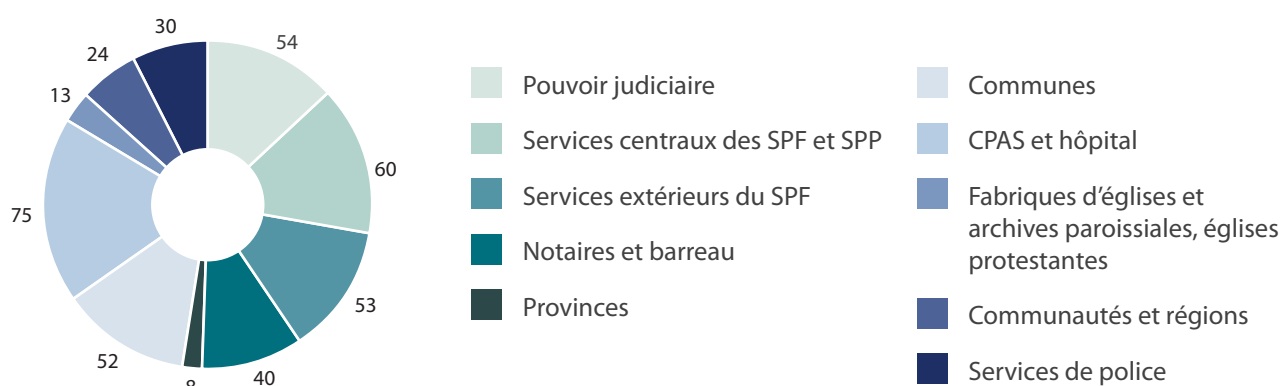 30
54
24
13
60
75
53
52
8
40
Pouvoir judiciaire
Services centraux des SPF et SPP
Services extérieurs du SPF
Notaires et barreau
Provinces
Communes
CPAS et hôpital
Fabriques d'églises et
archives paroissiales, églises
protestantes
Communautés et régions
Services de police